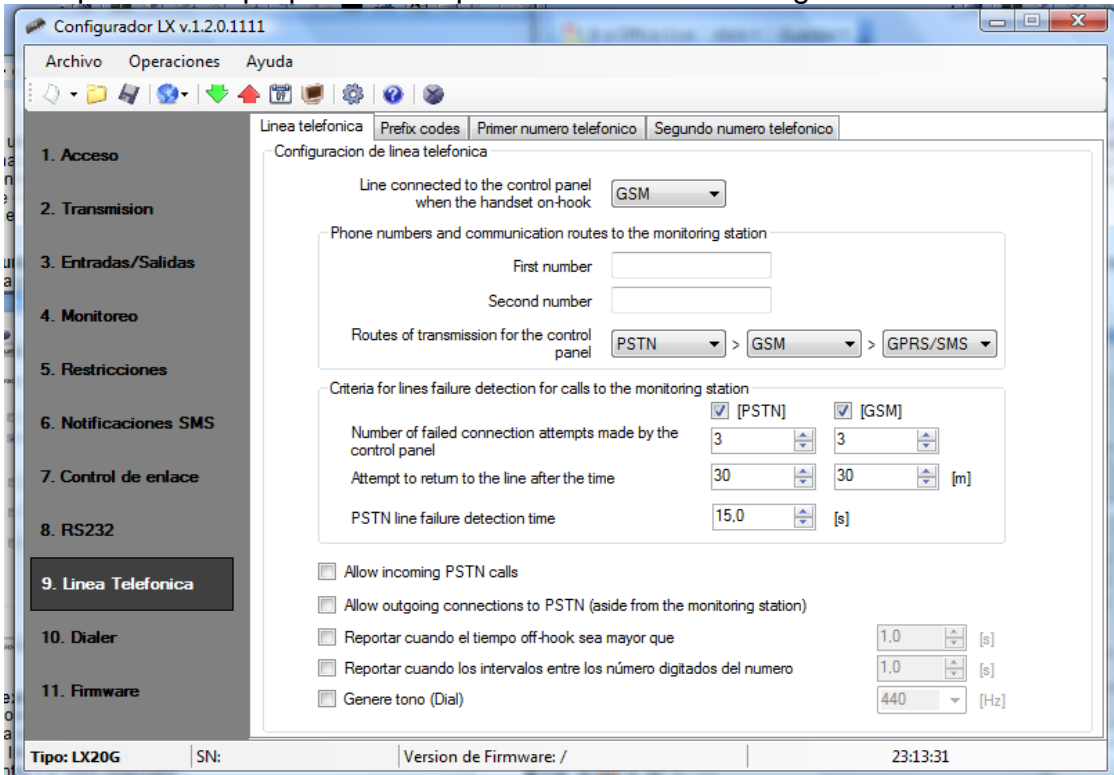 Configurador LX v.1.2.0.1111
Archivo Operaciones Ayuda
Linea telefonica Prefix codes Primer numero telefonico Segundo numero telefonico
1. Acceso
2. Transmision
3. Entradas/Salidas
4. Monitoreo
5. Restricciones
6. Notificaciones SMS
7. Control de enlace
8. RS232
9. Linea Telefonica
10. Dialer
11. Firmware
Configuracion de linea telefonica
Line connected to the control panel
when the handset on-hook
GSM
Phone numbers and communication routes to the monitoring station
First number
Second number
Routes of transmission for the control
panel
PSTN > GSM > GPRS/SMS
Criteria for lines failure detection for calls to the monitoring station
[PSTN] [GSM]
Number of failed connection attempts made by the
control panel
3 3
Attempt to return to the line after the time 30 30 [m]
PSTN line failure detection time 15,0 [s]
Allow incoming PSTN calls
Allow outgoing connections to PSTN (aside from the monitoring station)
Reportar cuando el tiempo off-hook sea mayor que 1,0 [s]
Reportar cuando los intervalos entre los número digitados del numero 1,0 [s]
Genere tono (Dial) 440 [Hz]
Tipo: LX20G SN: Version de Firmware: / 23:13:31